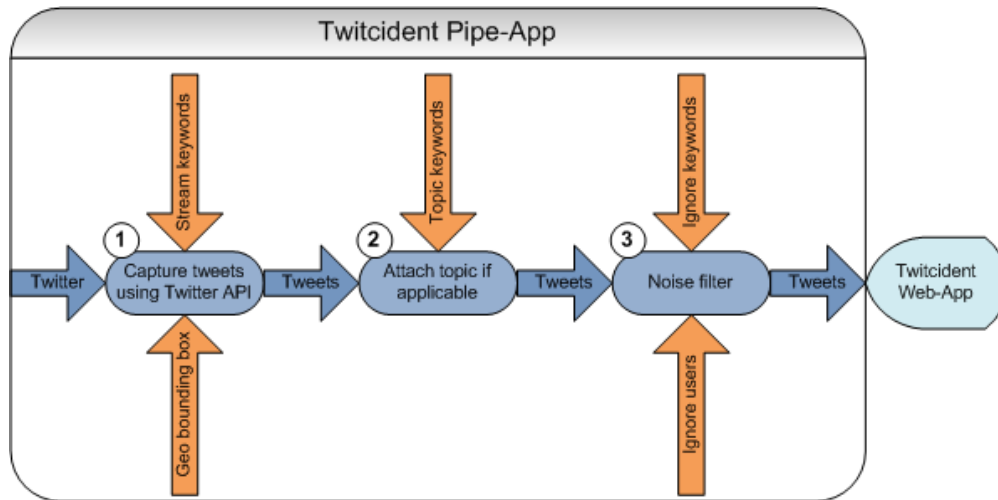 Twitcident Pipe-App
Stream keywords
Topic keywords
Ignore keywords
1
2
3
Twitter
Capture tweets
using Twitter API
Tweets
Attach topic if
applicable
Tweets
Noise filter
Tweets
Twitcident
Web-App
Geo bounding box
Ignore users